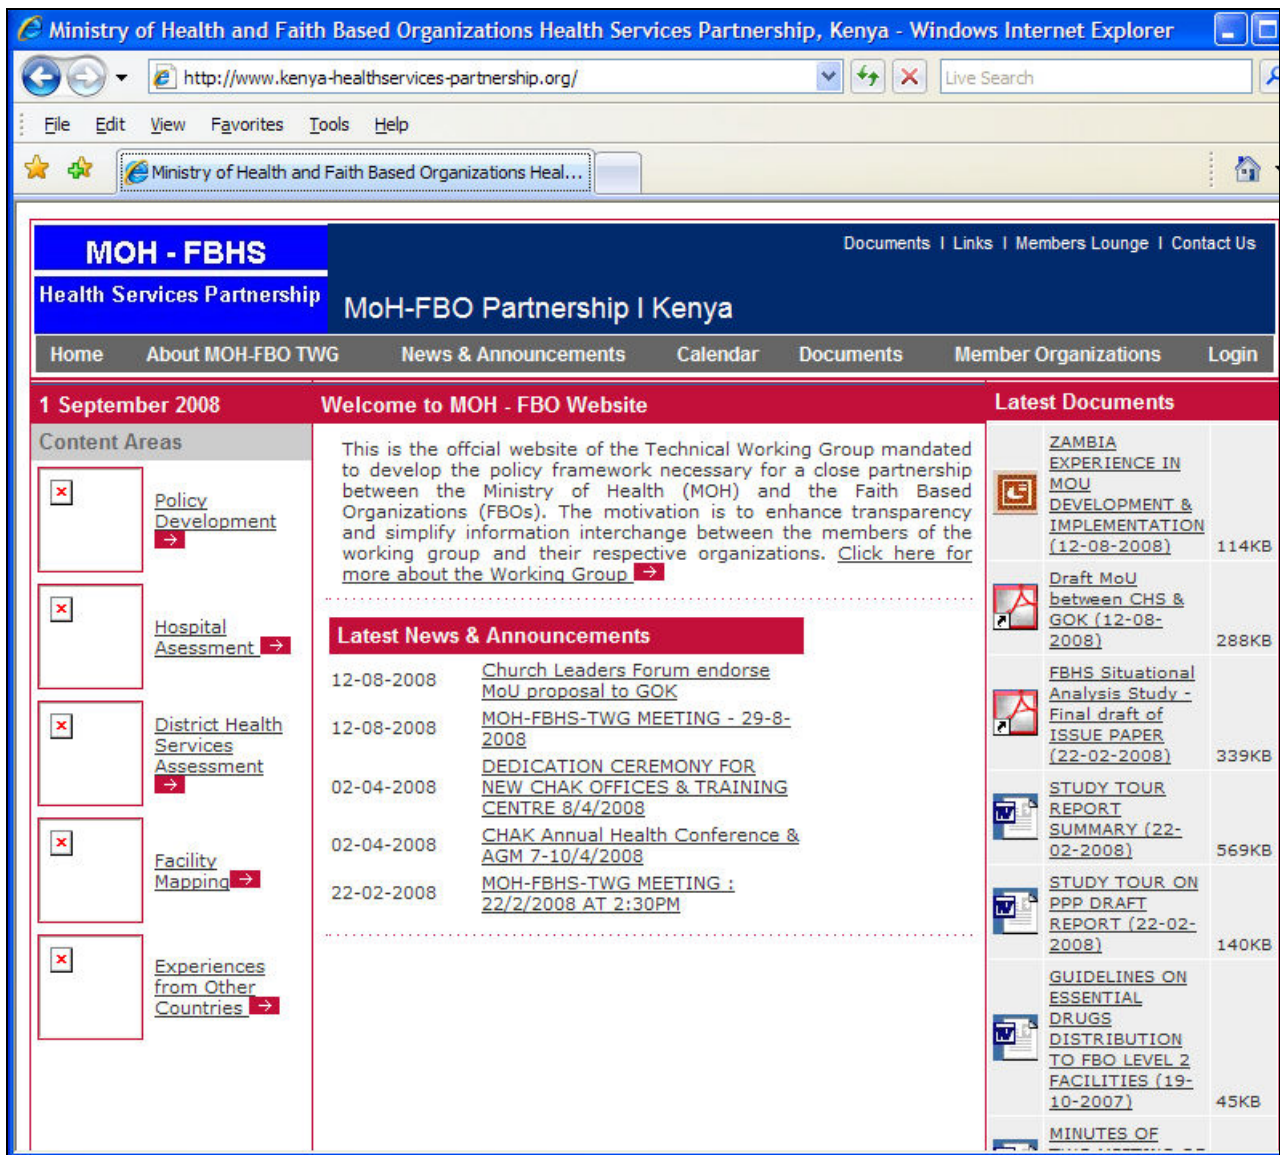 Ministry of Health and Faith Based Organizations Health Services Partnership, Kenya - Windows Internet Explorer
http://www.kenya-healthservices-partnership.org/
Live Search
File Edit View Favorites Tools Help
Ministry of Health and Faith Based Organizations Heal...
MOH - FBHS
Health Services Partnership
Documents I Links I Members Lounge I Contact Us
MoH-FBO Partnership I Kenya
Home About MOH-FBO TWG News & Announcements Calendar Documents Member Organizations Login
1 September 2008
Content Areas
Policy
Development
Hospital
Asessment
District Health
Services
Assessment
Facility
Mapping
Experiences
from Other
Countries
Welcome to MOH - FBO Website
This is the offcial website of the Technical Working Group mandated
to develop the policy framework necessary for a close partnership
between the Ministry of Health (MOH) and the Faith Based
Organizations (FBOs). The motivation is to enhance transparency
and simplify information interchange between the members of the
working group and their respective organizations. Click here for
more about the Working Group
Latest News & Announcements
12-08-2008 Church Leaders Forum endorse
MoU proposal to GOK
12-08-2008 MOH-FBHS-TWG MEETING - 29-8-
2008
02-04-2008 DEDICATION CEREMONY FOR
NEW CHAK OFFICES & TRAINING
CENTRE 8/4/2008
02-04-2008 CHAK Annual Health Conference &
AGM 7-10/4/2008
22-02-2008 MOH-FBHS-TWG MEETING :
22/2/2008 AT 2:30PM
Latest Documents
ZAMBIA
EXPERIENCE IN
MOU
DEVELOPMENT &
IMPLEMENTATION
(12-08-2008) 114KB
Draft MoU
between CHS &
GOK (12-08-
2008) 288KB
FBHS Situational
Analysis Study -
Final draft of
ISSUE PAPER
(22-02-2008) 339KB
STUDY TOUR
REPORT
SUMMARY (22-
02-2008) 569KB
STUDY TOUR ON
PPP DRAFT
REPORT (22-02-
2008) 140KB
GUIDELINES ON
ESSENTIAL
DRUGS
DISTRIBUTION
TO FBO LEVEL 2
FACILITIES (19-
10-2007) 45KB
MINUTES OF